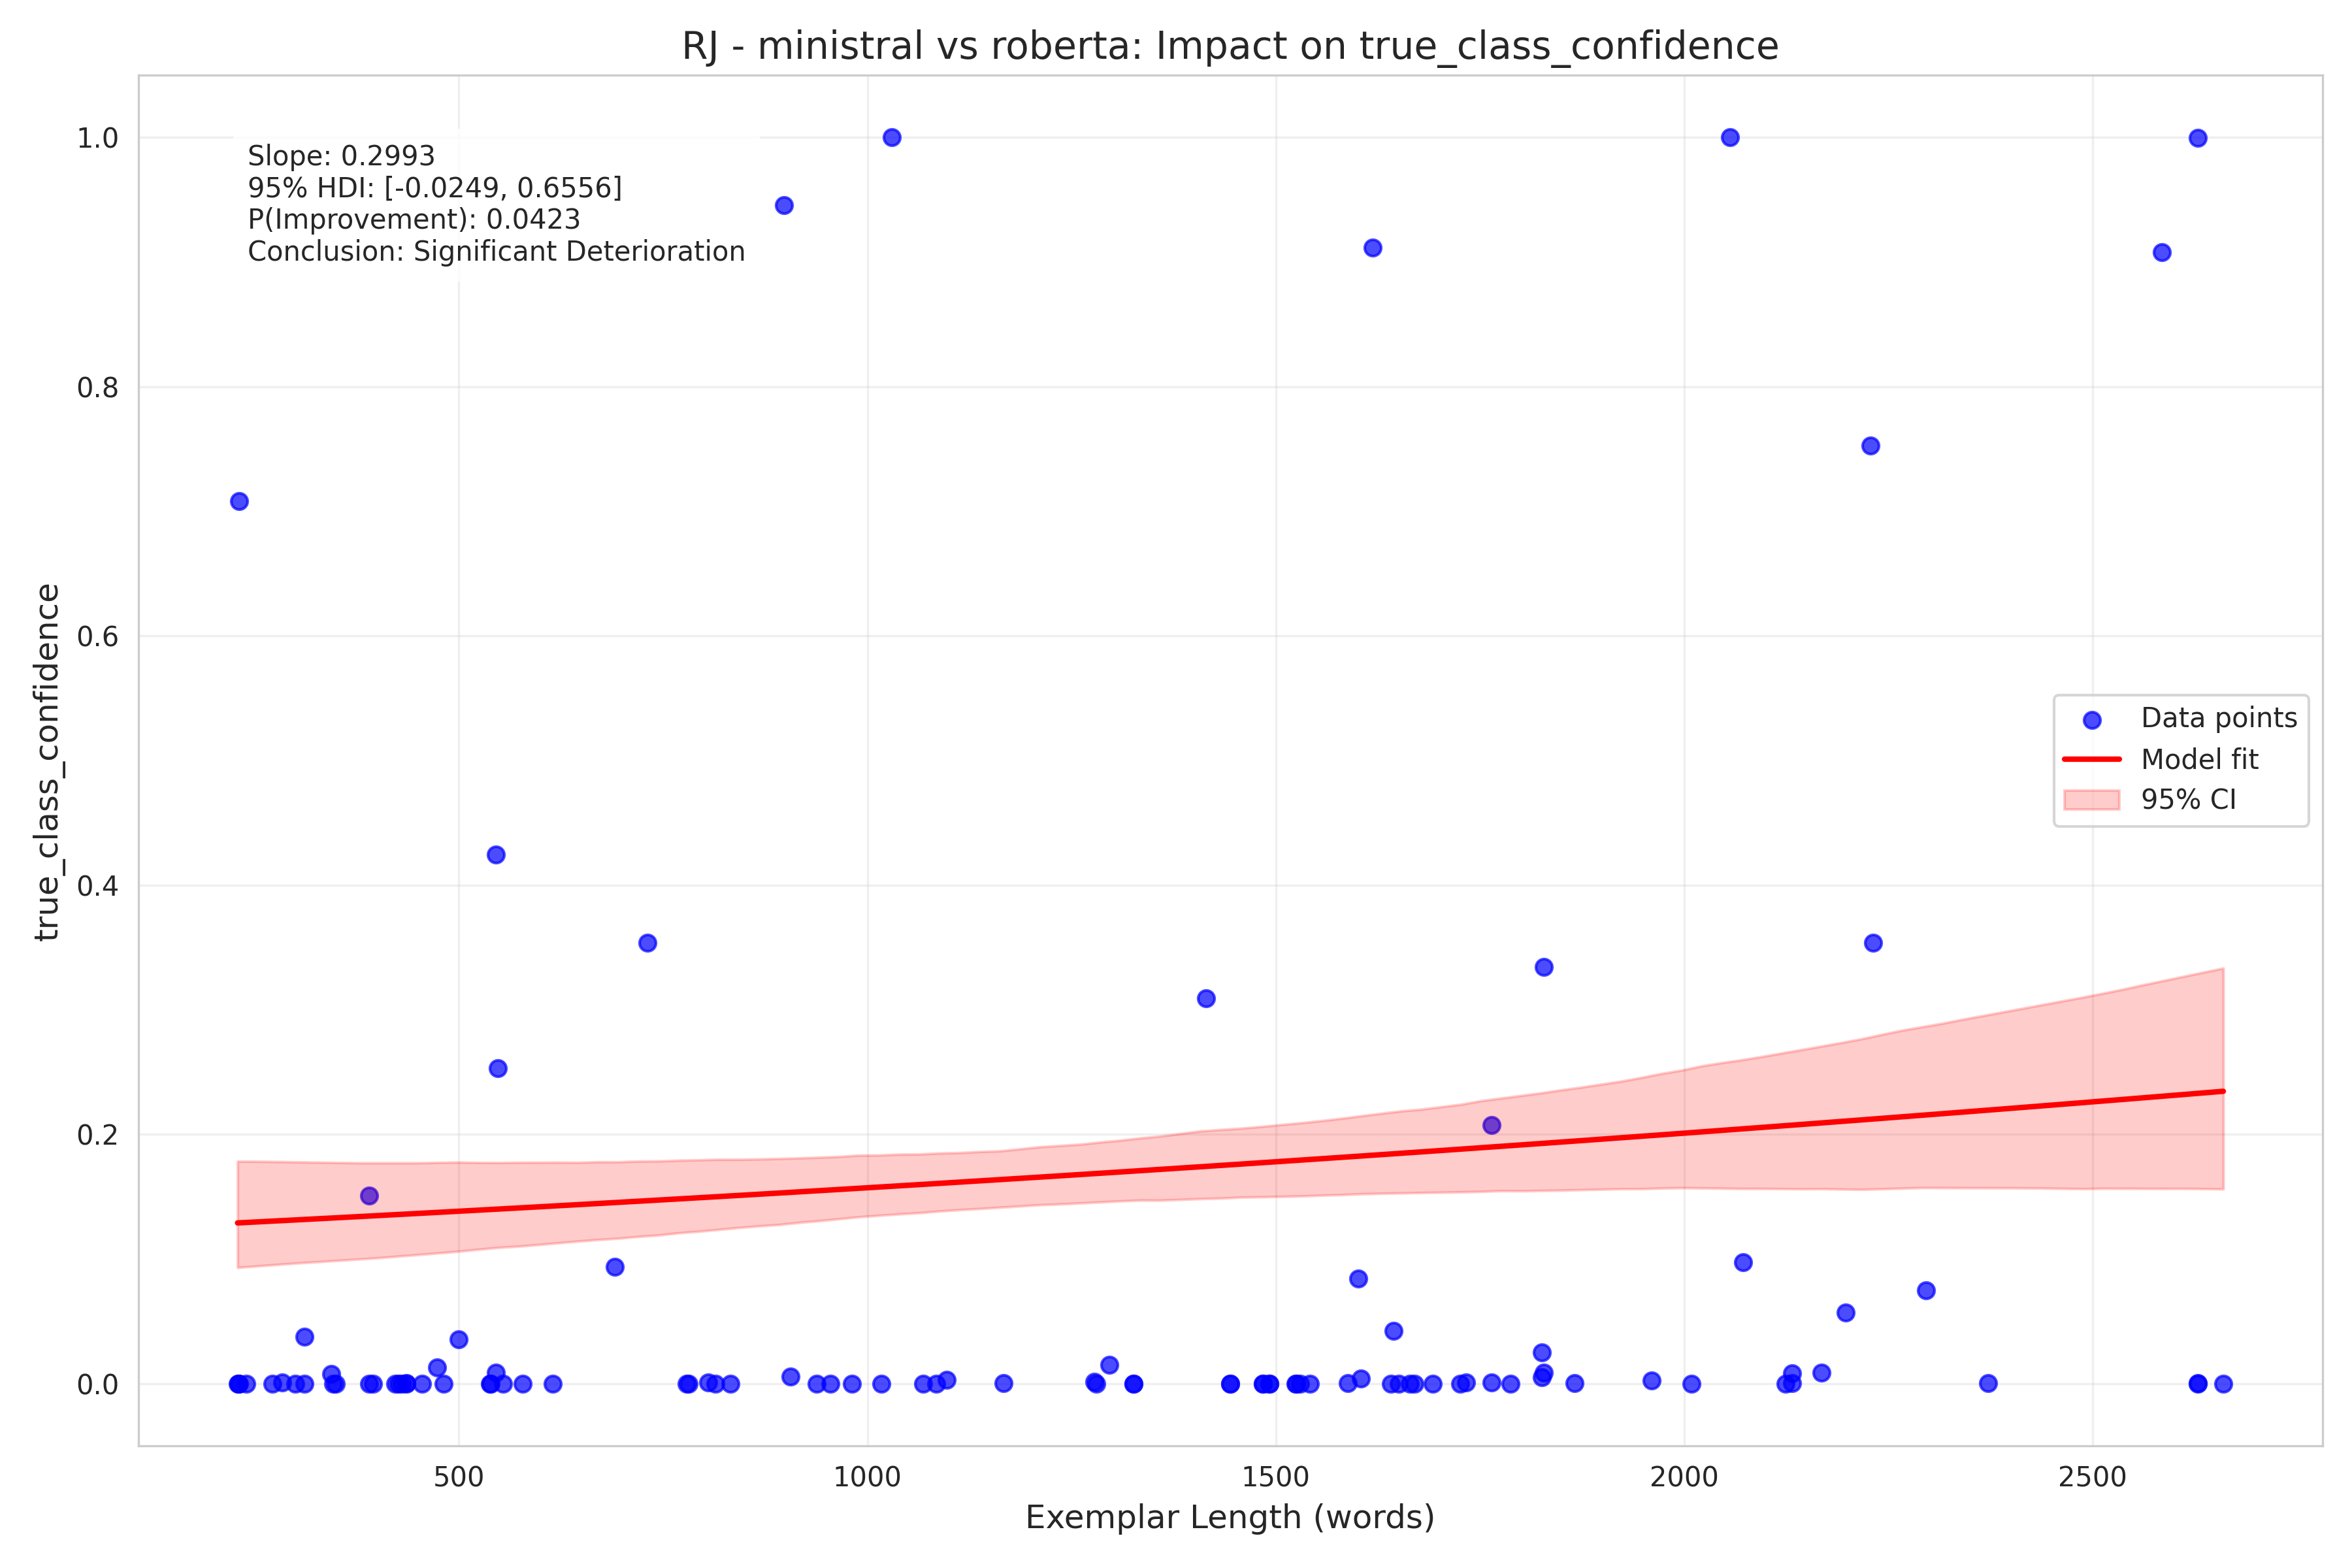 RJ - ministral vs roberta: Impact on true_class_confidence
Slope: 0.2993
95% HDI: [-0.0249, 0.6556]
P(Improvement): 0.0423
Conclusion: Significant Deterioration
true_class_confidence
1.0
0.8
0.6
0.4
0.2
0.0
Data points
Model fit
95% CI
500
1000
1500
2000
2500
Exemplar Length (words)